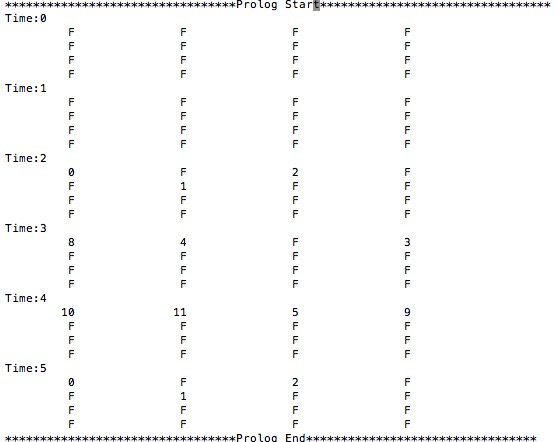 *********************************Prolog Start*********************************
Time:0
F F F F
F F F F
F F F F
F F F F
Time:1
F F F F
F F F F
F F F F
F F F F
Time:2
0 F 2 F
F 1 F F
F F F F
F F F F
Time:3
8 4 F 3
F F F F
F F F F
F F F F
Time:4
10 11 5 9
F F F F
F F F F
F F F F
Time:5
0 F 2 F
F 1 F F
F F F F
F F F F
*********************************Prolog End*********************************